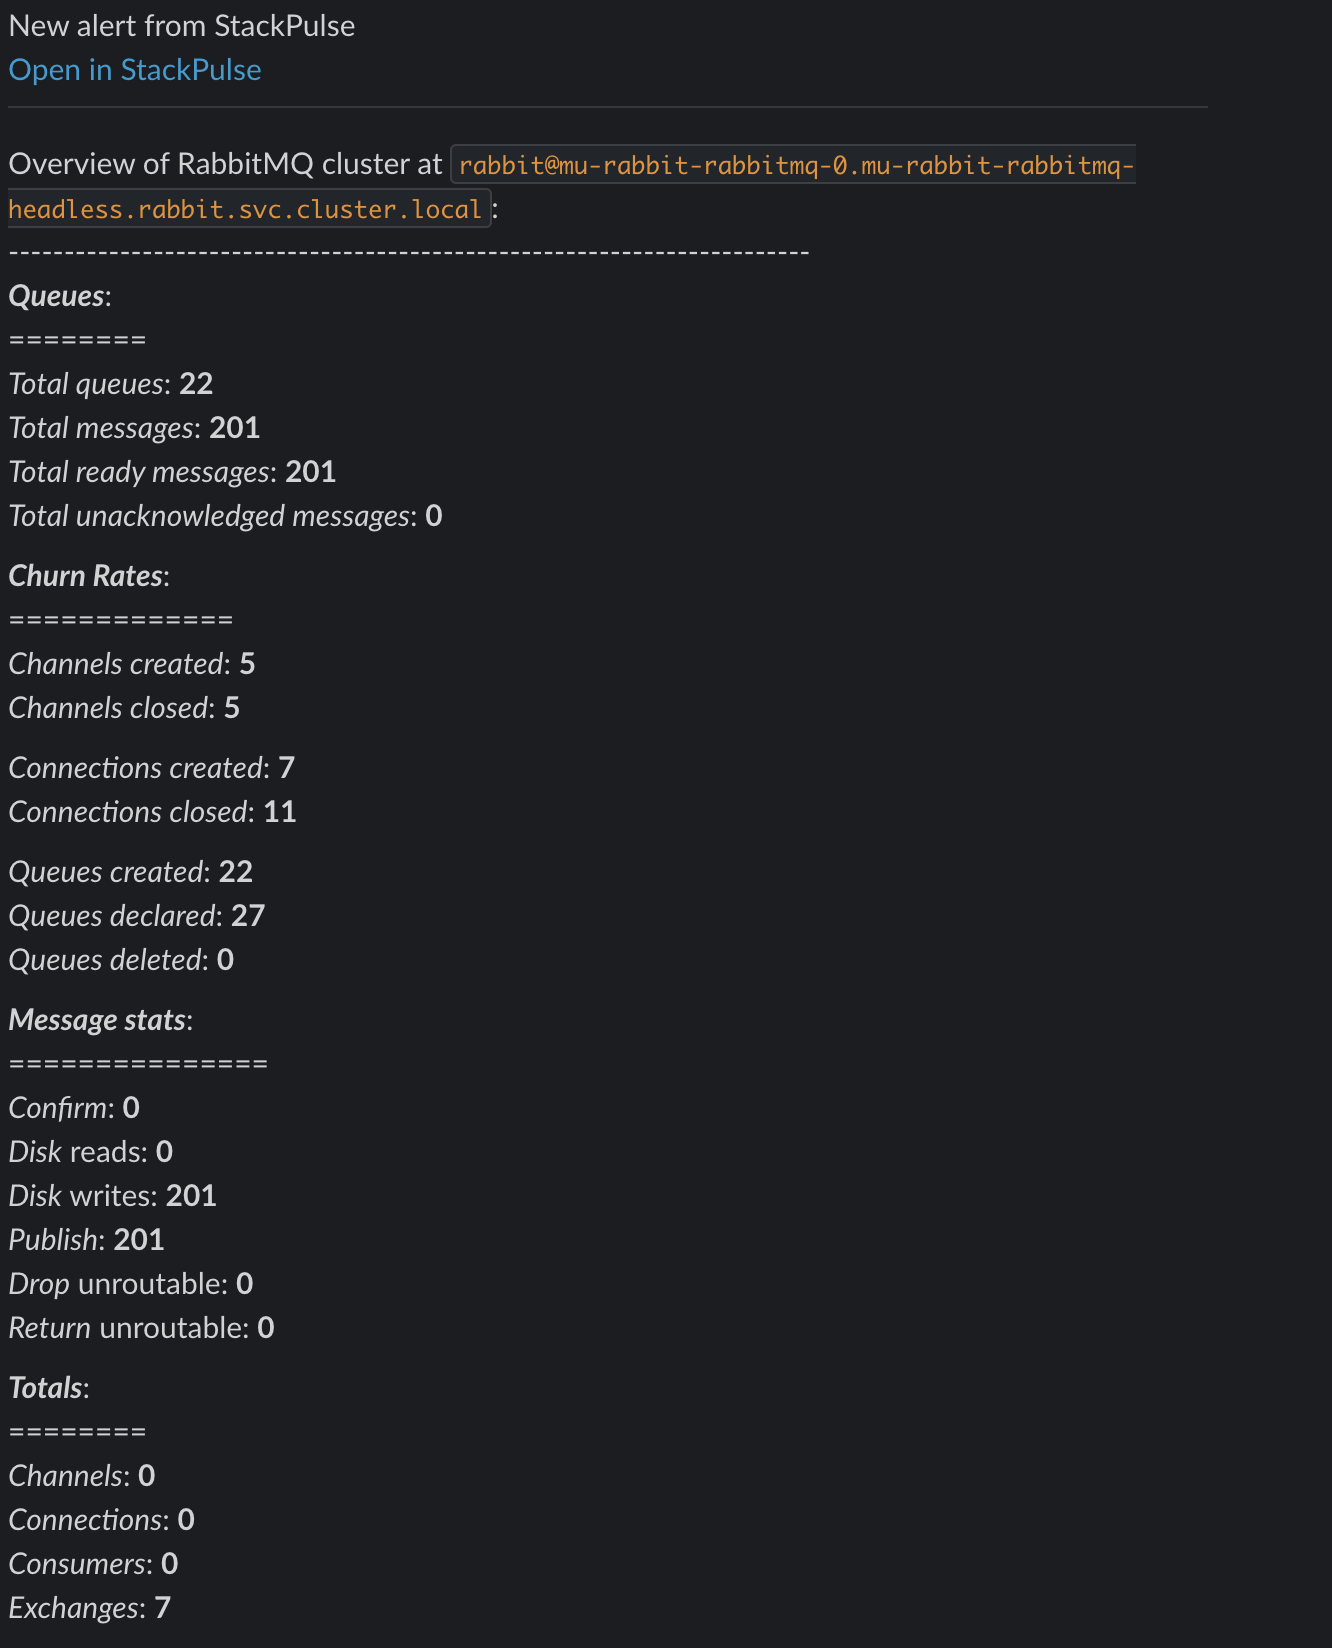 New alert from StackPulse
Open in StackPulse
Overview of RabbitMQ cluster at rabbit@mu-rabbit-rabbitmq-0.mu-rabbit-rabbitmq-
headless.rabbit.svc.cluster.local:
------------------------------------------------------------------------
Queues:
========
Total queues: 22
Total messages: 201
Total ready messages: 201
Total unacknowledged messages: 0
Churn Rates:
=============
Channels created: 5
Channels closed: 5
Connections created: 7
Connections closed: 11
Queues created: 22
Queues declared: 27
Queues deleted: 0
Message stats:
===============
Confirm: 0
Disk reads: 0
Disk writes: 201
Publish: 201
Drop unroutable: 0
Return unroutable: 0
Totals:
========
Channels: 0
Connections: 0
Consumers: 0
Exchanges: 7